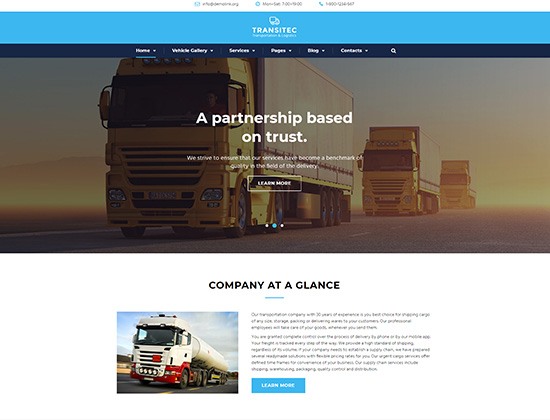 info@demolink.org
Mon–Sat: 7:00–19:00
1-800-1234-567
TRANSITEC
Transportation & Logistics
Home
Vehicle Gallery
Services
Pages
Blog
Contacts
A partnership based
on trust.
We strive to ensure that our services have become a benchmark of
quality in the field of the delivery.
LEARN MORE
COMPANY AT A GLANCE
Our transportation company with 30 years of experience is you best choice for shipping cargo
of any size, storage, packing or delivering wares to your customers. Our professional
employees will take care of your goods, whenever you send them.
You are granted complete control over the process of delivery by phone or by our mobile app.
Your freight is tracked every step of the way. We provide a high standard of shipping,
regardless of its volume. If your company needs to establish a supply chain, we have prepared
several readymade solutions with flexible pricing rates for you. Our urgent cargo services offer
defined time frames for convenience of your business. Our supply chain services include
shipping, warehousing, packaging, quality control and distribution.
LEARN MORE